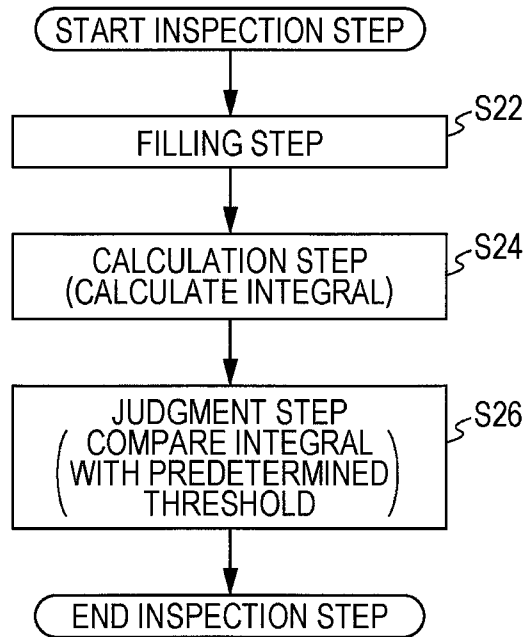 START INSPECTION STEP
S22
FILLING STEP
S24
CALCULATION STEP
(CALCULATE INTEGRAL)
S26
JUDGMENT STEP
(COMPARE INTEGRAL
WITH PREDETERMINED
THRESHOLD)
END INSPECTION STEP